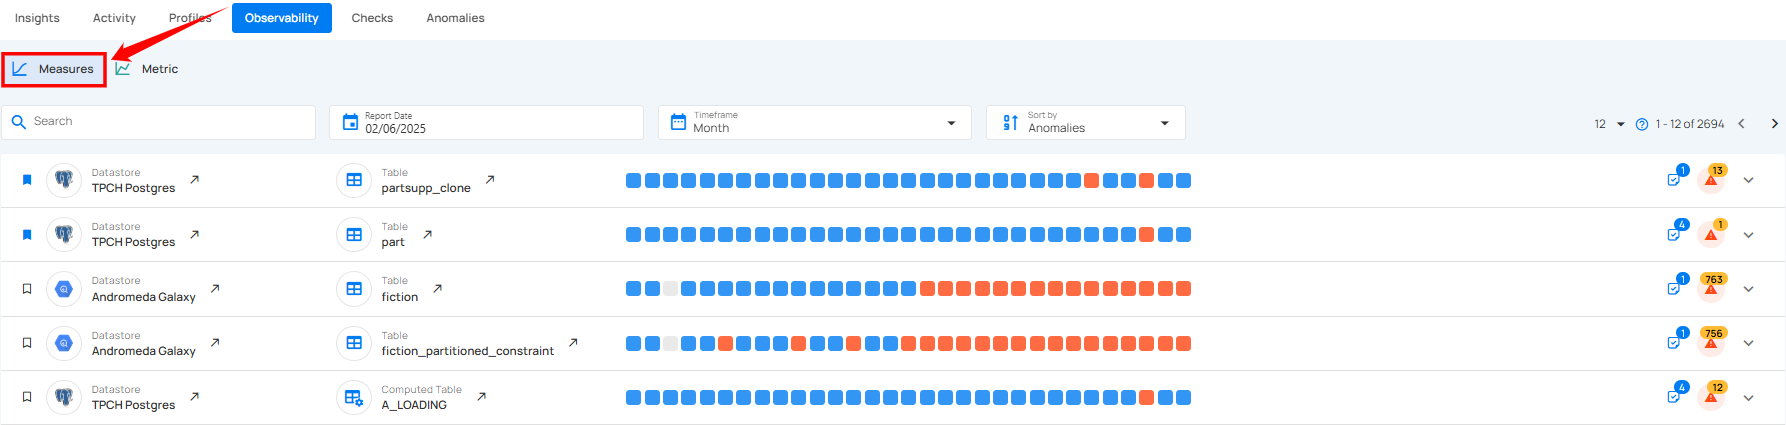 Insights Activity Profiles Observability Checks Anomalies
Measures Metric
Search
Report Date
02/06/2025
Timeframe
Month
Sort by
Anomalies
12 1 - 12 of 2694
Datastore
TPCH Postgres
Table
partsupp_clone
1
13
Datastore
TPCH Postgres
Table
part
4
1
Datastore
Andromeda Galaxy
Table
fiction
1
763
Datastore
Andromeda Galaxy
Table
fiction_partitioned_constraint
1
756
Datastore
TPCH Postgres
Computed Table
A_LOADING
4
12